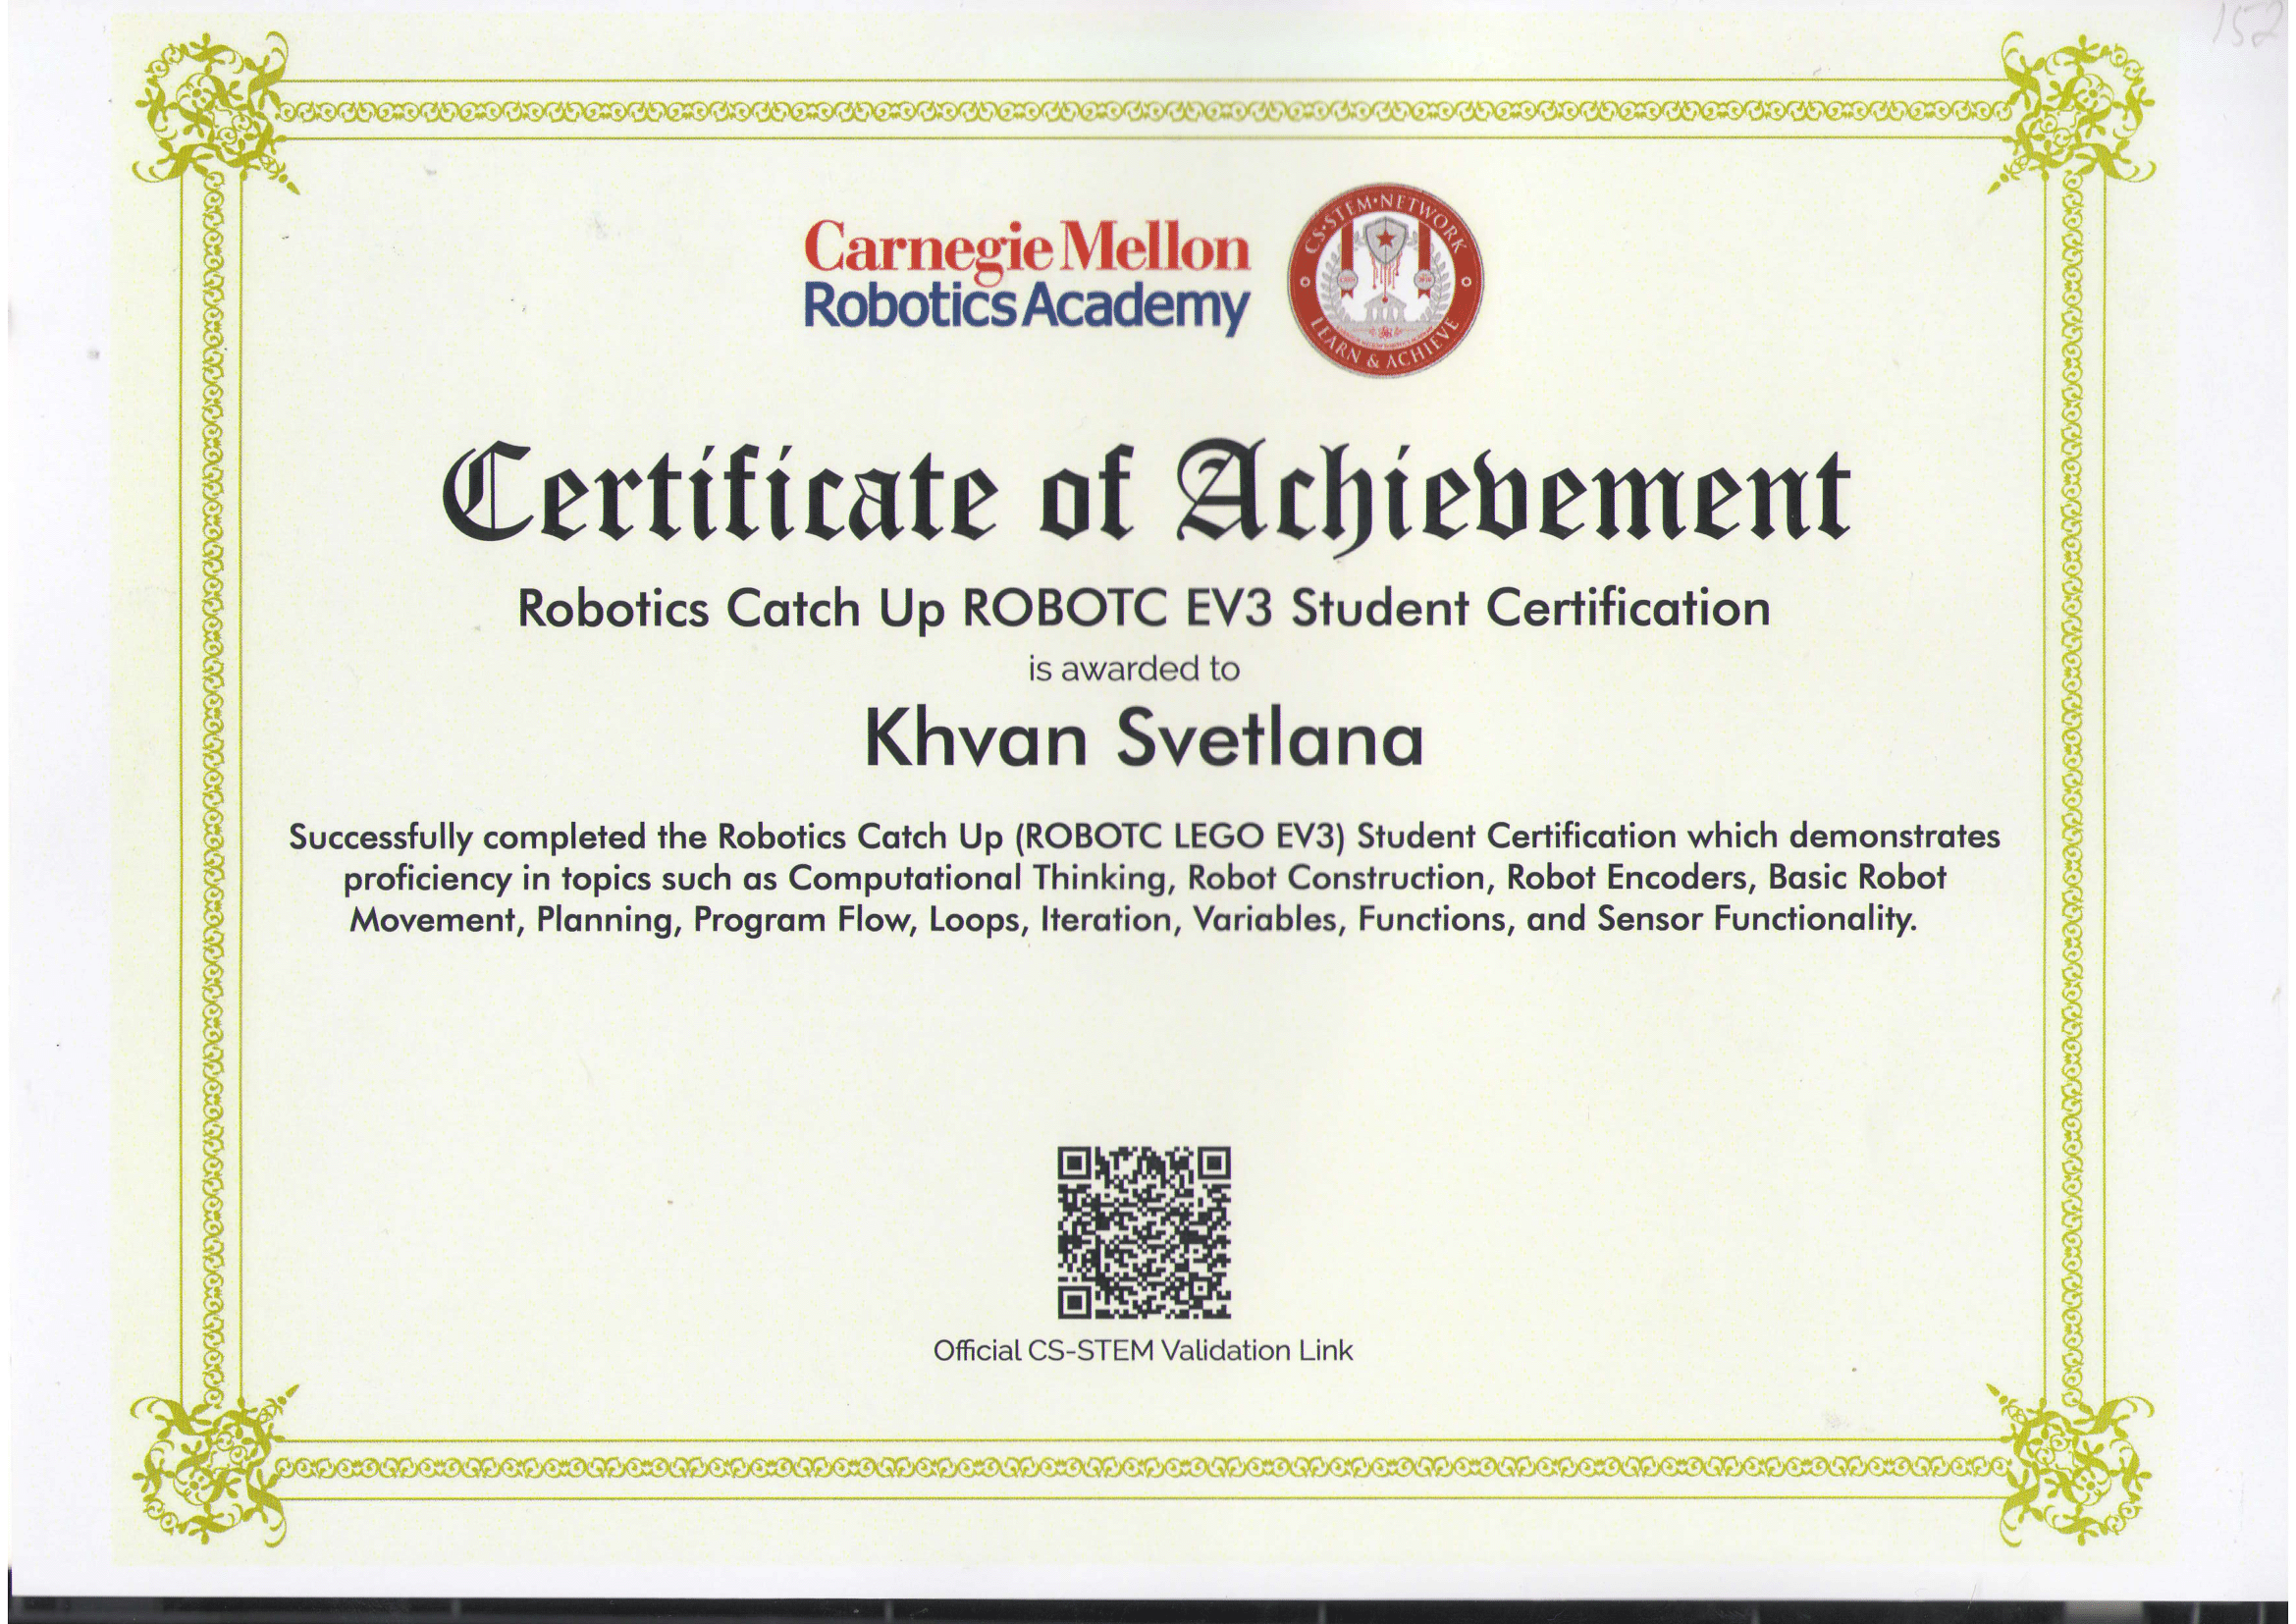 152
Carnegie Mellon
Robotics Academy
CS-STEM·NETWORK
LEARN & ACHIEVE
Certificate of Achievement
Robotics Catch Up ROBOTC EV3 Student Certification
is awarded to
Khvan Svetlana
Successfully completed the Robotics Catch Up (ROBOTC LEGO EV3) Student Certification which demonstrates
proficiency in topics such as Computational Thinking, Robot Construction, Robot Encoders, Basic Robot
Movement, Planning, Program Flow, Loops, Iteration, Variables, Functions, and Sensor Functionality.
Official CS-STEM Validation Link